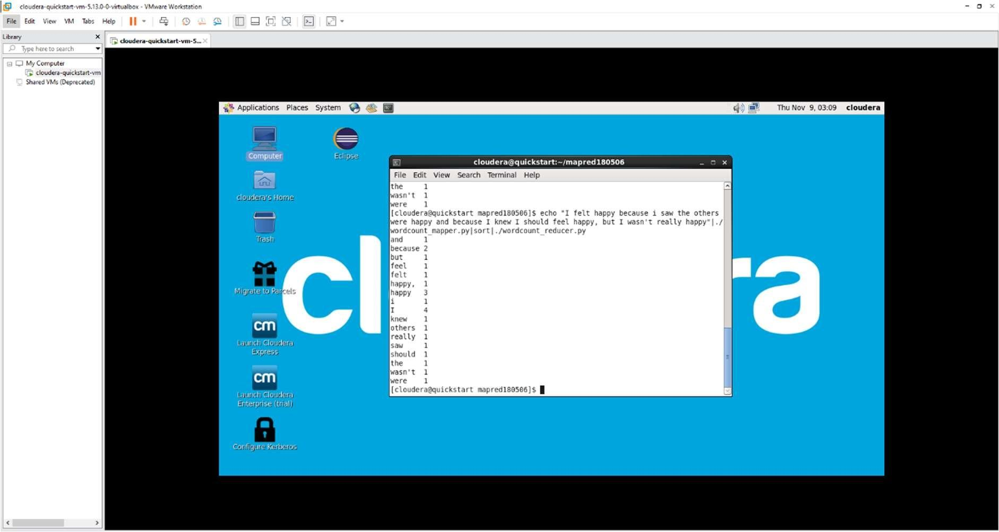 cloudera-quickstart-vm-5.13.0-0-virtualbox - VMware Workstation
File Edit View VM Tabs Help
Library
cloudera-quickstart-vm-5...
Type here to search
My Computer
cloudera-quickstart-vm
Shared VMs (Deprecated)
Applications Places System
Thu Nov 9, 03:09 cloudera
Computer
Eclipse
cloudera's Home
Trash
Migrate to Parcels
cm
Launch Cloudera
Express
cm
Launch Cloudera
Enterprise (trial)
Configure Kerberos
cl
ra
cloudera@quickstart:~/mapred180506
File Edit View Search Terminal Help
the 1
wasn't 1
were 1
[cloudera@quickstart mapred180506]$ echo "I felt happy because i saw the others
were happy and because I knew I should feel happy, but I wasn't really happy"|./
wordcount_mapper.py|sort|./wordcount_reducer.py
and 1
because 2
but 1
feel 1
felt 1
happy, 1
happy 3
i 1
I 4
knew 1
others 1
really 1
saw 1
should 1
the 1
wasn't 1
were 1
[cloudera@quickstart mapred180506]$